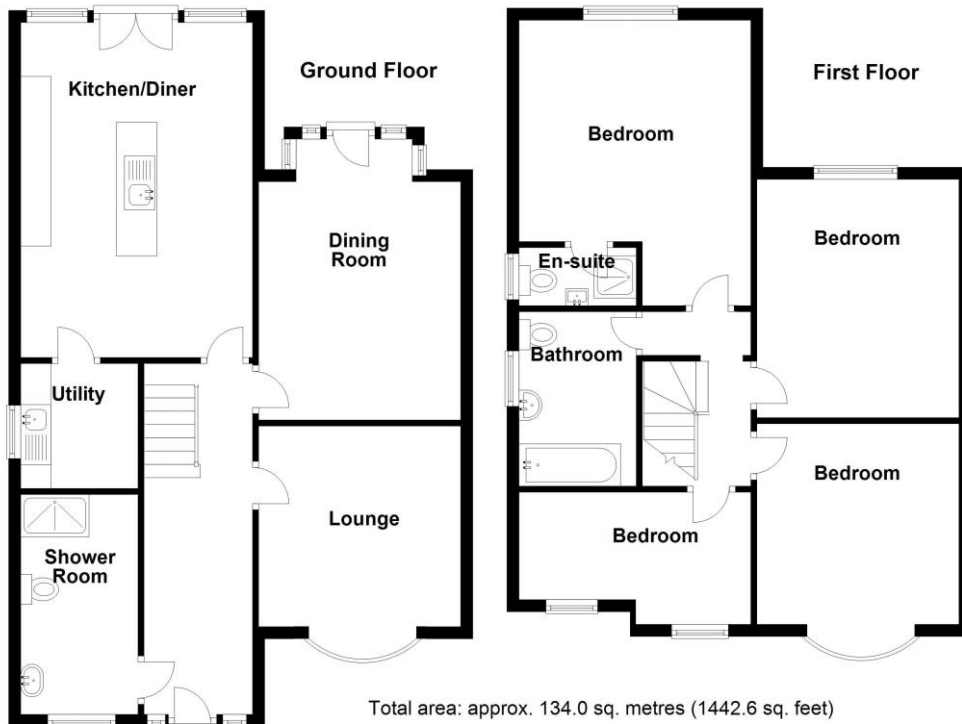 Ground Floor
Kitchen/Diner
Dining
Room
Utility
Shower
Room
Lounge
First Floor
Bedroom
En-suite
Bedroom
Bathroom
Bedroom
Bedroom
Total area: approx. 134.0 sq. metres (1442.6 sq. feet)